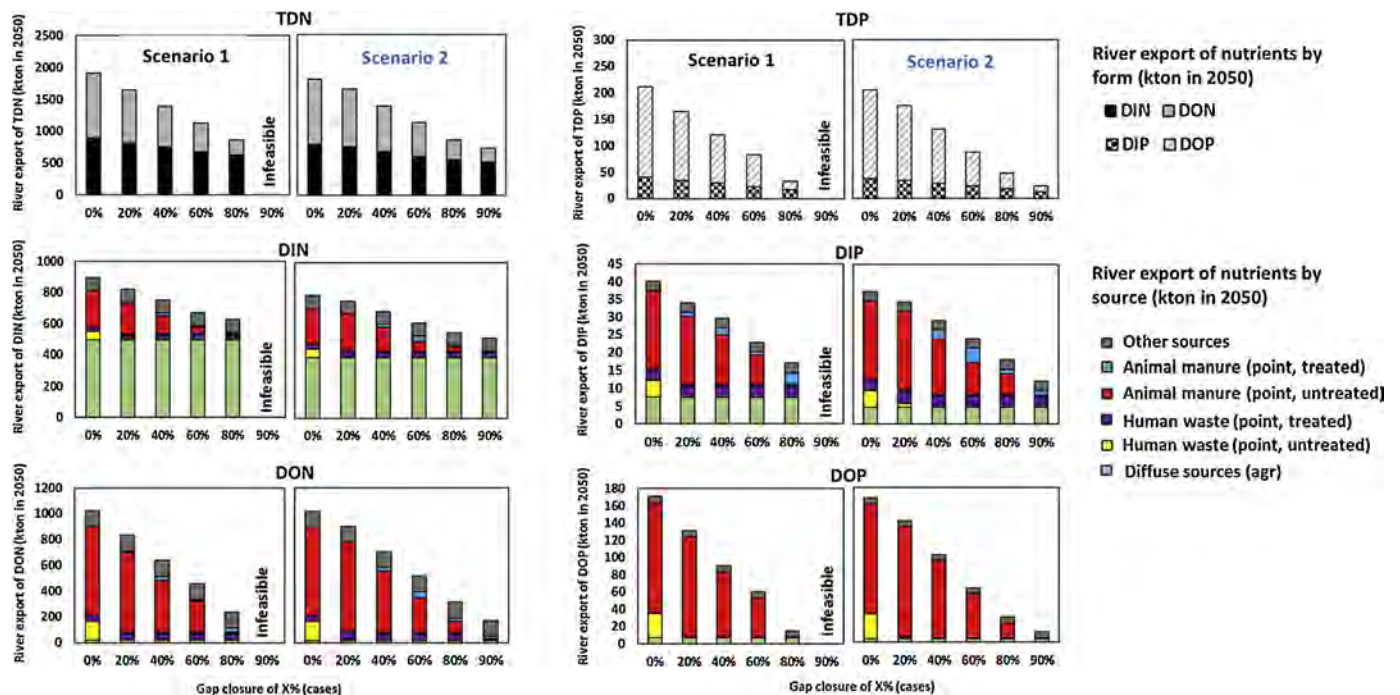 TDN
River export of TDN (kton in 2050)
2500
2000
1500
1000
500
0
Scenario 1
Infeasible
0% 20% 40% 60% 80% 90%
Scenario 2
0% 20% 40% 60% 80% 90%
TDP
River export of TDP (kton in 2050)
300
250
200
150
100
50
0
Scenario 1
Infeasible
0% 20% 40% 60% 80% 90%
Scenario 2
0% 20% 40% 60% 80% 90%
River export of nutrients by
form (kton in 2050)
DIN DON
DIP DOP
DIN
River export of DIN (kton in 2050)
1000
800
600
400
200
0
Infeasible
0% 20% 40% 60% 80% 90%
0% 20% 40% 60% 80% 90%
DIP
River export of DIP (kton in 2050)
45
40
35
30
25
20
15
10
5
0
Infeasible
0% 20% 40% 60% 80% 90%
0% 20% 40% 60% 80% 90%
River export of nutrients by
source (kton in 2050)
Other sources
Animal manure (point, treated)
Animal manure (point, untreated)
Human waste (point, treated)
Human waste (point, untreated)
Diffuse sources (agr)
DON
River export of DON (kton in 2050)
1200
1000
800
600
400
200
0
Infeasible
0% 20% 40% 60% 80% 90%
0% 20% 40% 60% 80% 90%
Gap closure of X% (cases)
DOP
River export of DOP (kton in 2050)
180
160
140
120
100
80
60
40
20
0
Infeasible
0% 20% 40% 60% 80% 90%
0% 20% 40% 60% 80% 90%
Gap closure of X% (cases)